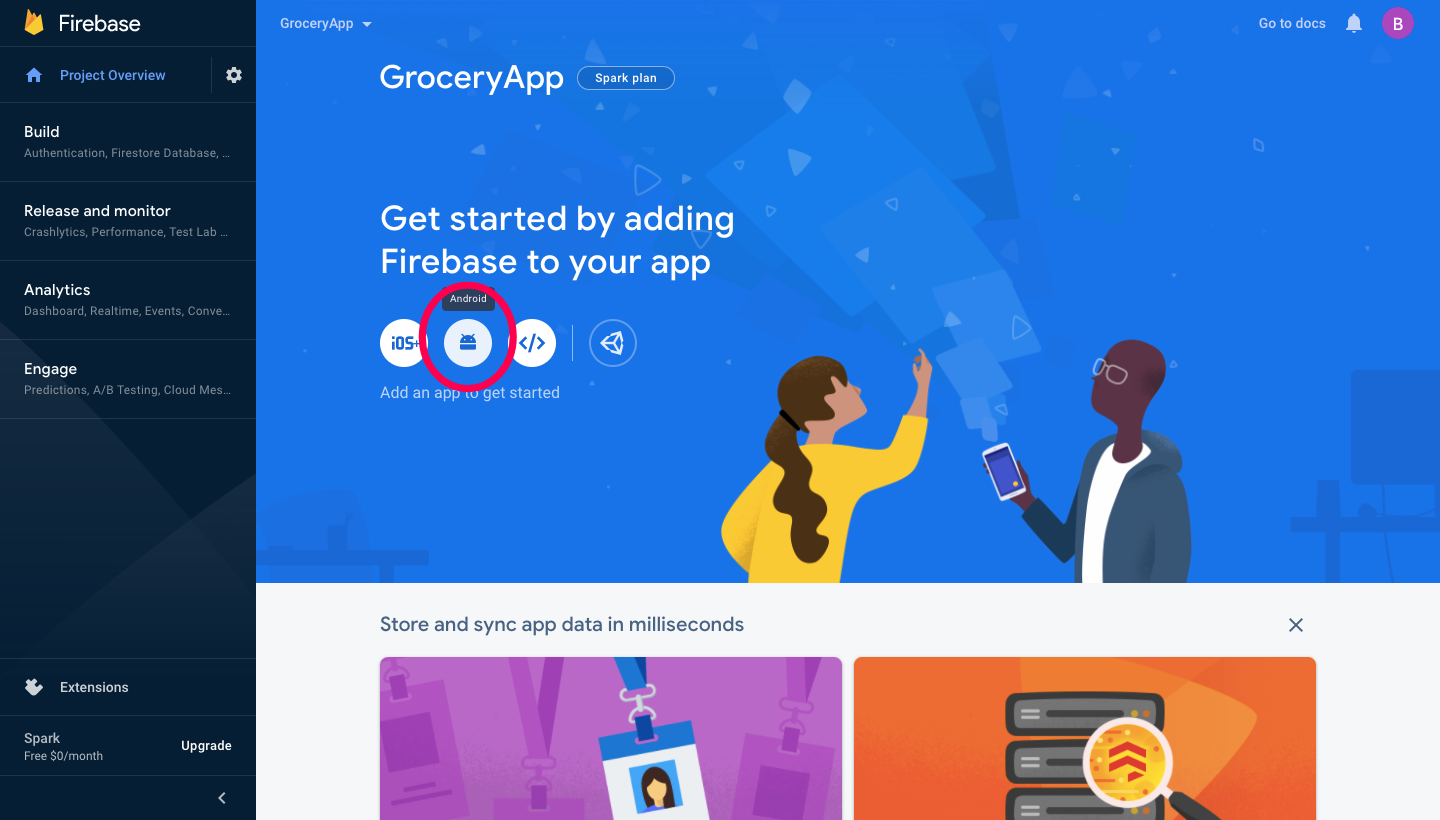 Firebase
Project Overview
Build
Authentication, Firestore Database, ...
Release and monitor
Crashlytics, Performance, Test Lab ...
Analytics
Dashboard, Realtime, Events, Conve...
Engage
Predictions, A/B Testing, Cloud Mes...
Extensions
Spark
Free $0/month
Upgrade
GroceryApp
Go to docs
B
GroceryApp
Spark plan
Get started by adding
Firebase to your app
Android
iOS+
Add an app to get started
Store and sync app data in milliseconds